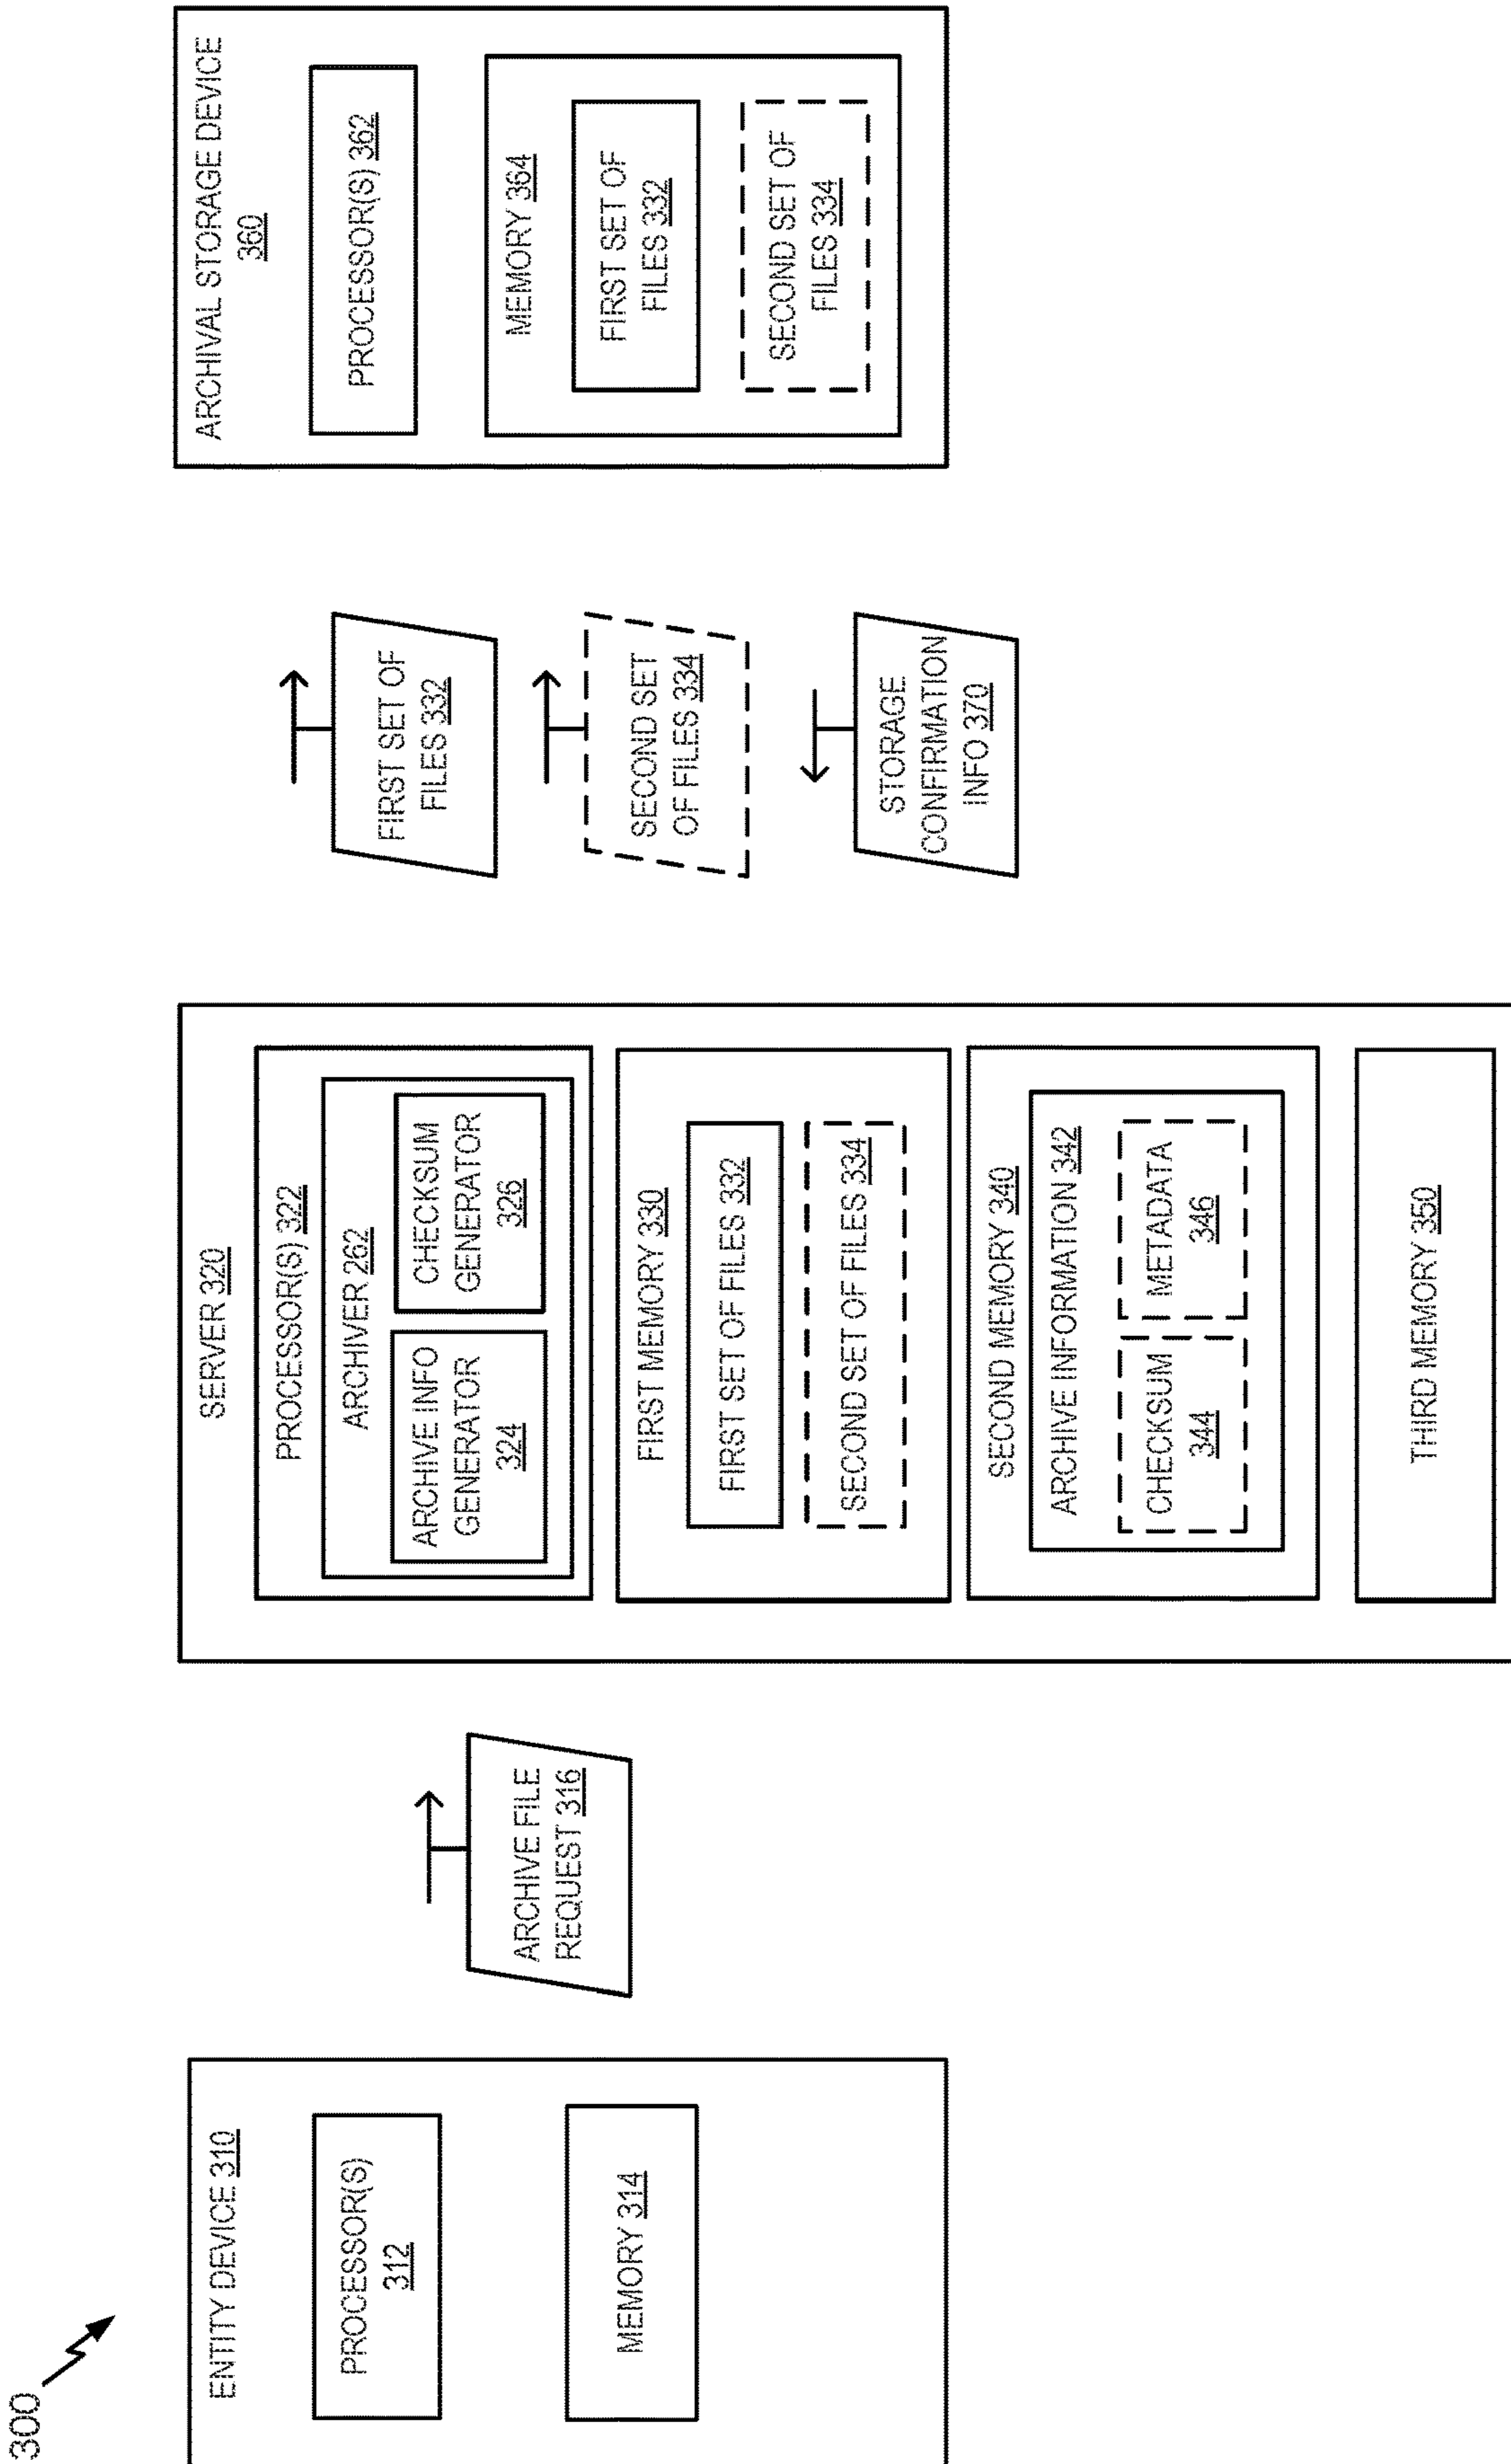 300
ENTITY DEVICE 310
PROCESSOR(S)
312
MEMORY 314
ARCHIVE FILE
REQUEST 316
SERVER 320
PROCESSOR(S) 322
ARCHIVER 262
ARCHIVE INFO
GENERATOR
324
CHECKSUM
GENERATOR
326
FIRST MEMORY 330
FIRST SET OF FILES 332
SECOND SET OF FILES 334
SECOND MEMORY 340
ARCHIVE INFORMATION 342
CHECKSUM
344
METADATA
346
THIRD MEMORY 350
FIRST SET OF
FILES 332
SECOND SET
OF FILES 334
STORAGE
CONFIRMATION
INFO 370
ARCHIVAL STORAGE DEVICE
360
PROCESSOR(S) 362
MEMORY 364
FIRST SET OF
FILES 332
SECOND SET OF
FILES 334